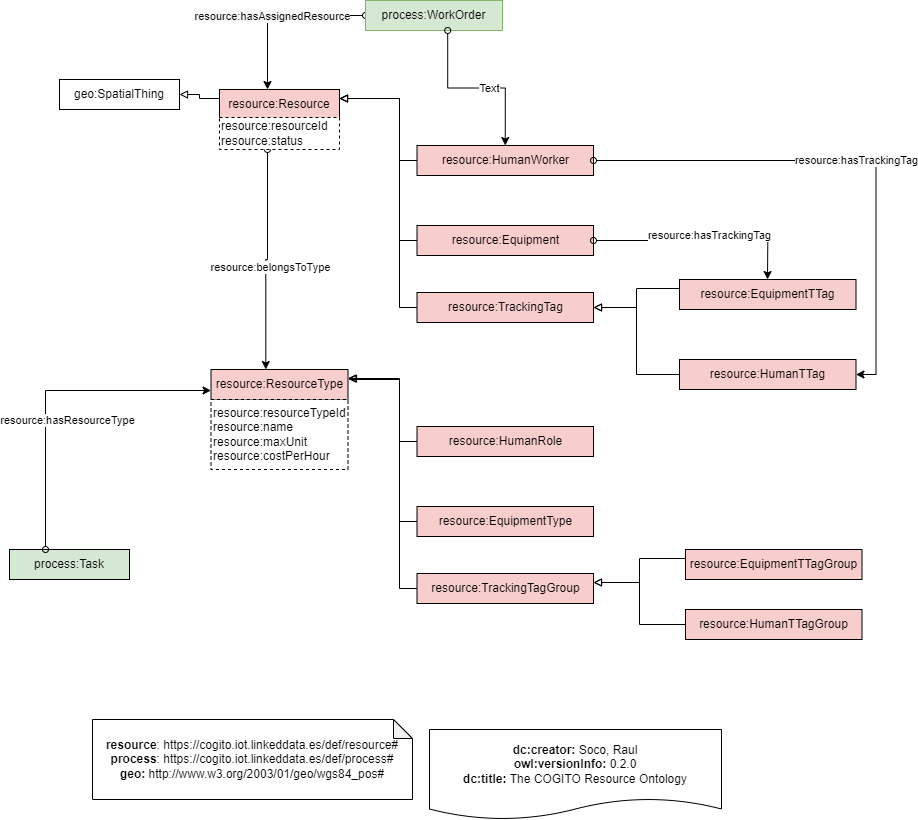 resource:hasAssignedResource
process:WorkOrder
geo:SpatialThing
resource:Resource
Text
resource:resourceId
resource:status
resource:HumanWorker
resource:hasTrackingTag
resource:Equipment
resource:hasTrackingTag
resource:belongsToType
resource:EquipmentTTag
resource:TrackingTag
resource:HumanTTag
resource:ResourceType
resource:hasResourceType
resource:resourceTypeId
resource:name
resource:maxUnit
resource:costPerHour
resource:HumanRole
resource:EquipmentType
process:Task
resource:EquipmentTTagGroup
resource:TrackingTagGroup
resource:HumanTTagGroup
resource: https://cogito.iot.linkeddata.es/def/resource#
process: https://cogito.iot.linkeddata.es/def/process#
geo: http://www.w3.org/2003/01/geo/wgs84_pos#
dc:creator: Soco, Raul
owl:versionInfo: 0.2.0
dc:title: The COGITO Resource Ontology